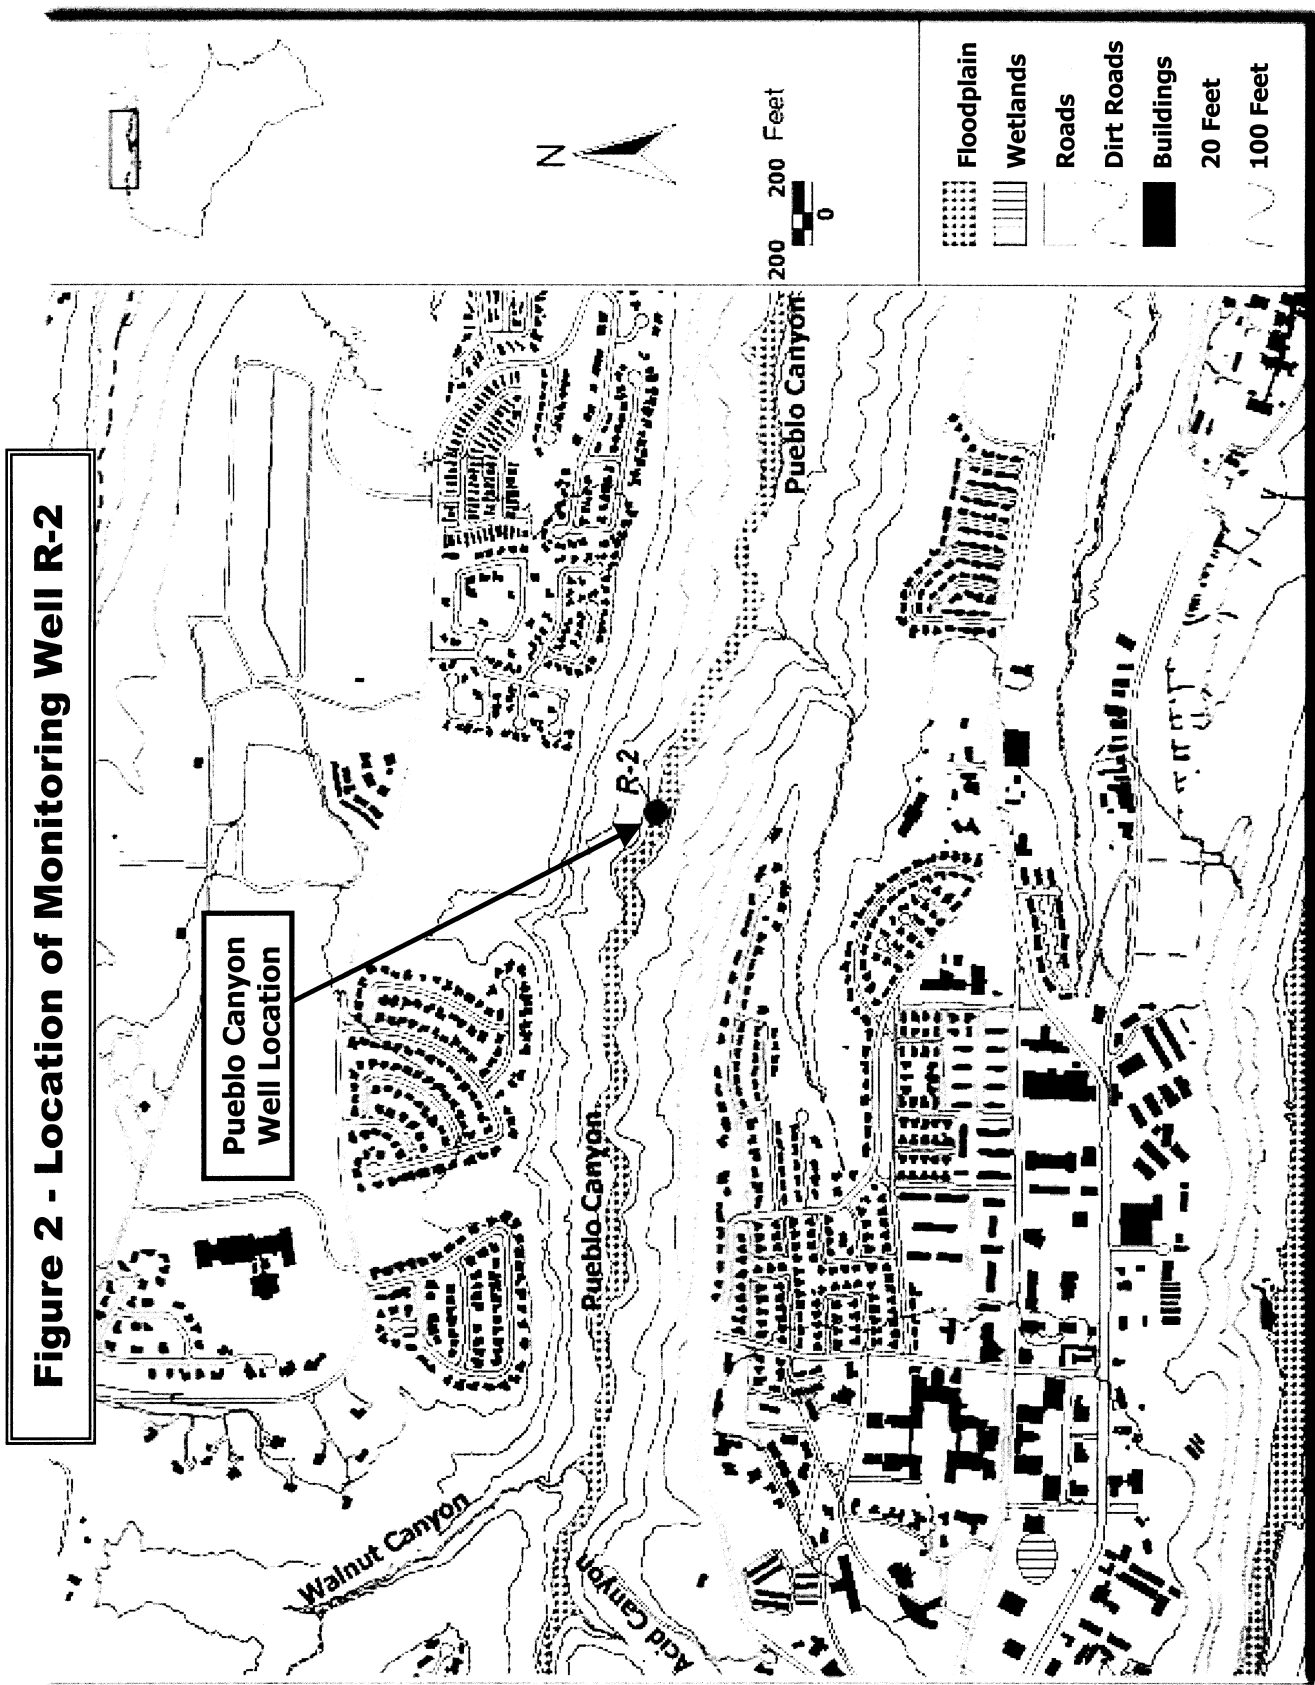 Figure 2 - Location of Monitoring Well R-2
Pueblo Canyon
Well Location
R-2
Walnut Canyon
Acid Canyon
Pueblo Canyon
Pueblo Canyon
N
200
0
200 Feet
Floodplain
Wetlands
Roads
Dirt Roads
Buildings
20 Feet
100 Feet